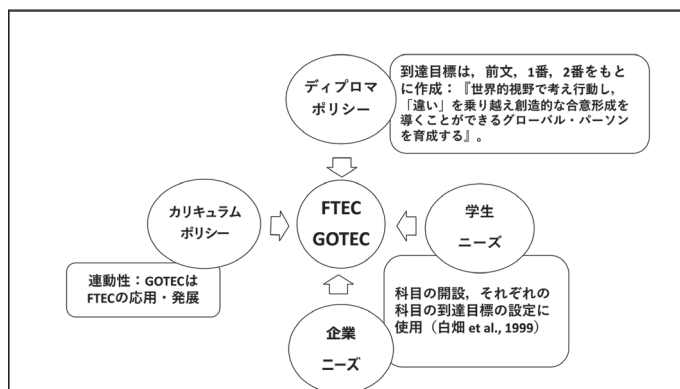 ディプロマ
ポリシー
到達目標は，前文，1番，2番をもと
に作成：『世界的視野で考え行動し，
「違い」を乗り越え創造的な合意形成を
導くことができるグローバル・パーソン
を育成する』。
カリキュラム
ポリシー
FTEC
GOTEC
学生
ニーズ
連動性：GOTECは
FTECの応用・発展
科目の開設，それぞれの
科目の到達目標の設定に
使用（白畑 et al., 1999）
企業
ニーズ